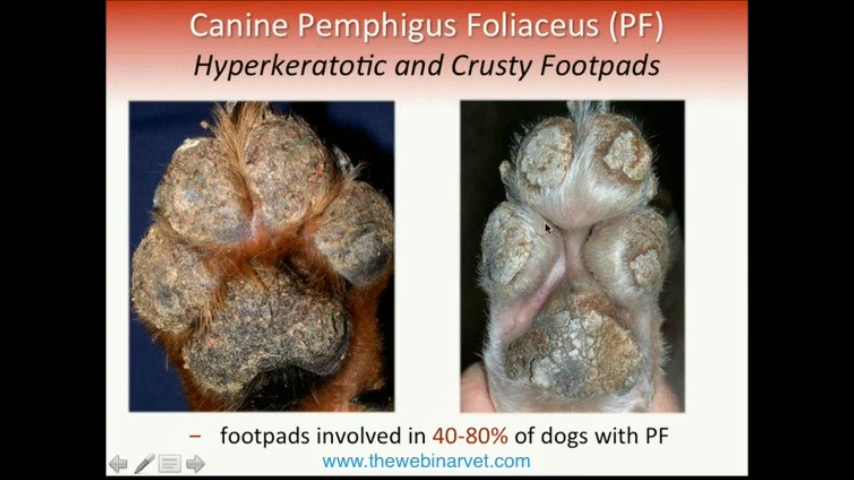 Canine Pemphigus Foliaceus (PF)
Hyperkeratotic and Crusty Footpads
– footpads involved in 40-80% of dogs with PF
www.thewebinarvet.com